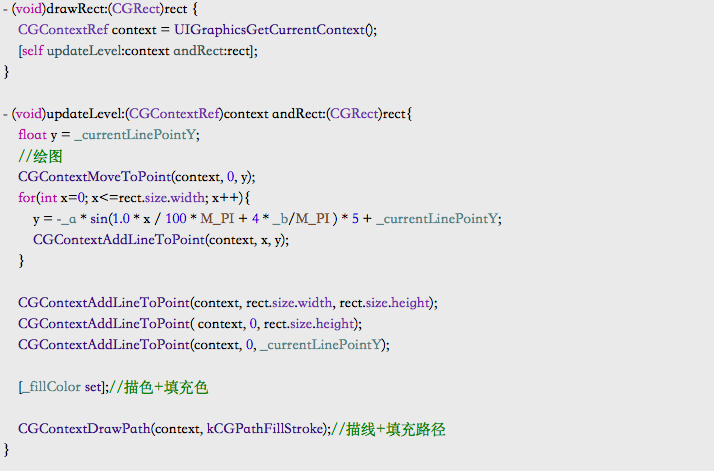 - (void)drawRect:(CGRect)rect {
CGContextRef context = UIGraphicsGetCurrentContext();
[self updateLevel:context andRect:rect];
}
- (void)updateLevel:(CGContextRef)context andRect:(CGRect)rect{
float y = _currentLinePointY;
//绘图
CGContextMoveToPoint(context, 0, y);
for(int x=0; x<=rect.size.width; x++){
y = -_a * sin(1.0 * x / 100 * M_PI + 4 * _b/M_PI ) * 5 + _currentLinePointY;
CGContextAddLineToPoint(context, x, y);
}
CGContextAddLineToPoint(context, rect.size.width, rect.size.height);
CGContextAddLineToPoint( context, 0, rect.size.height);
CGContextAddLineToPoint(context, 0, _currentLinePointY);
[_fillColor set];//描色+填充色
CGContextDrawPath(context, kCGPathFillStroke);//描线+填充路径
}